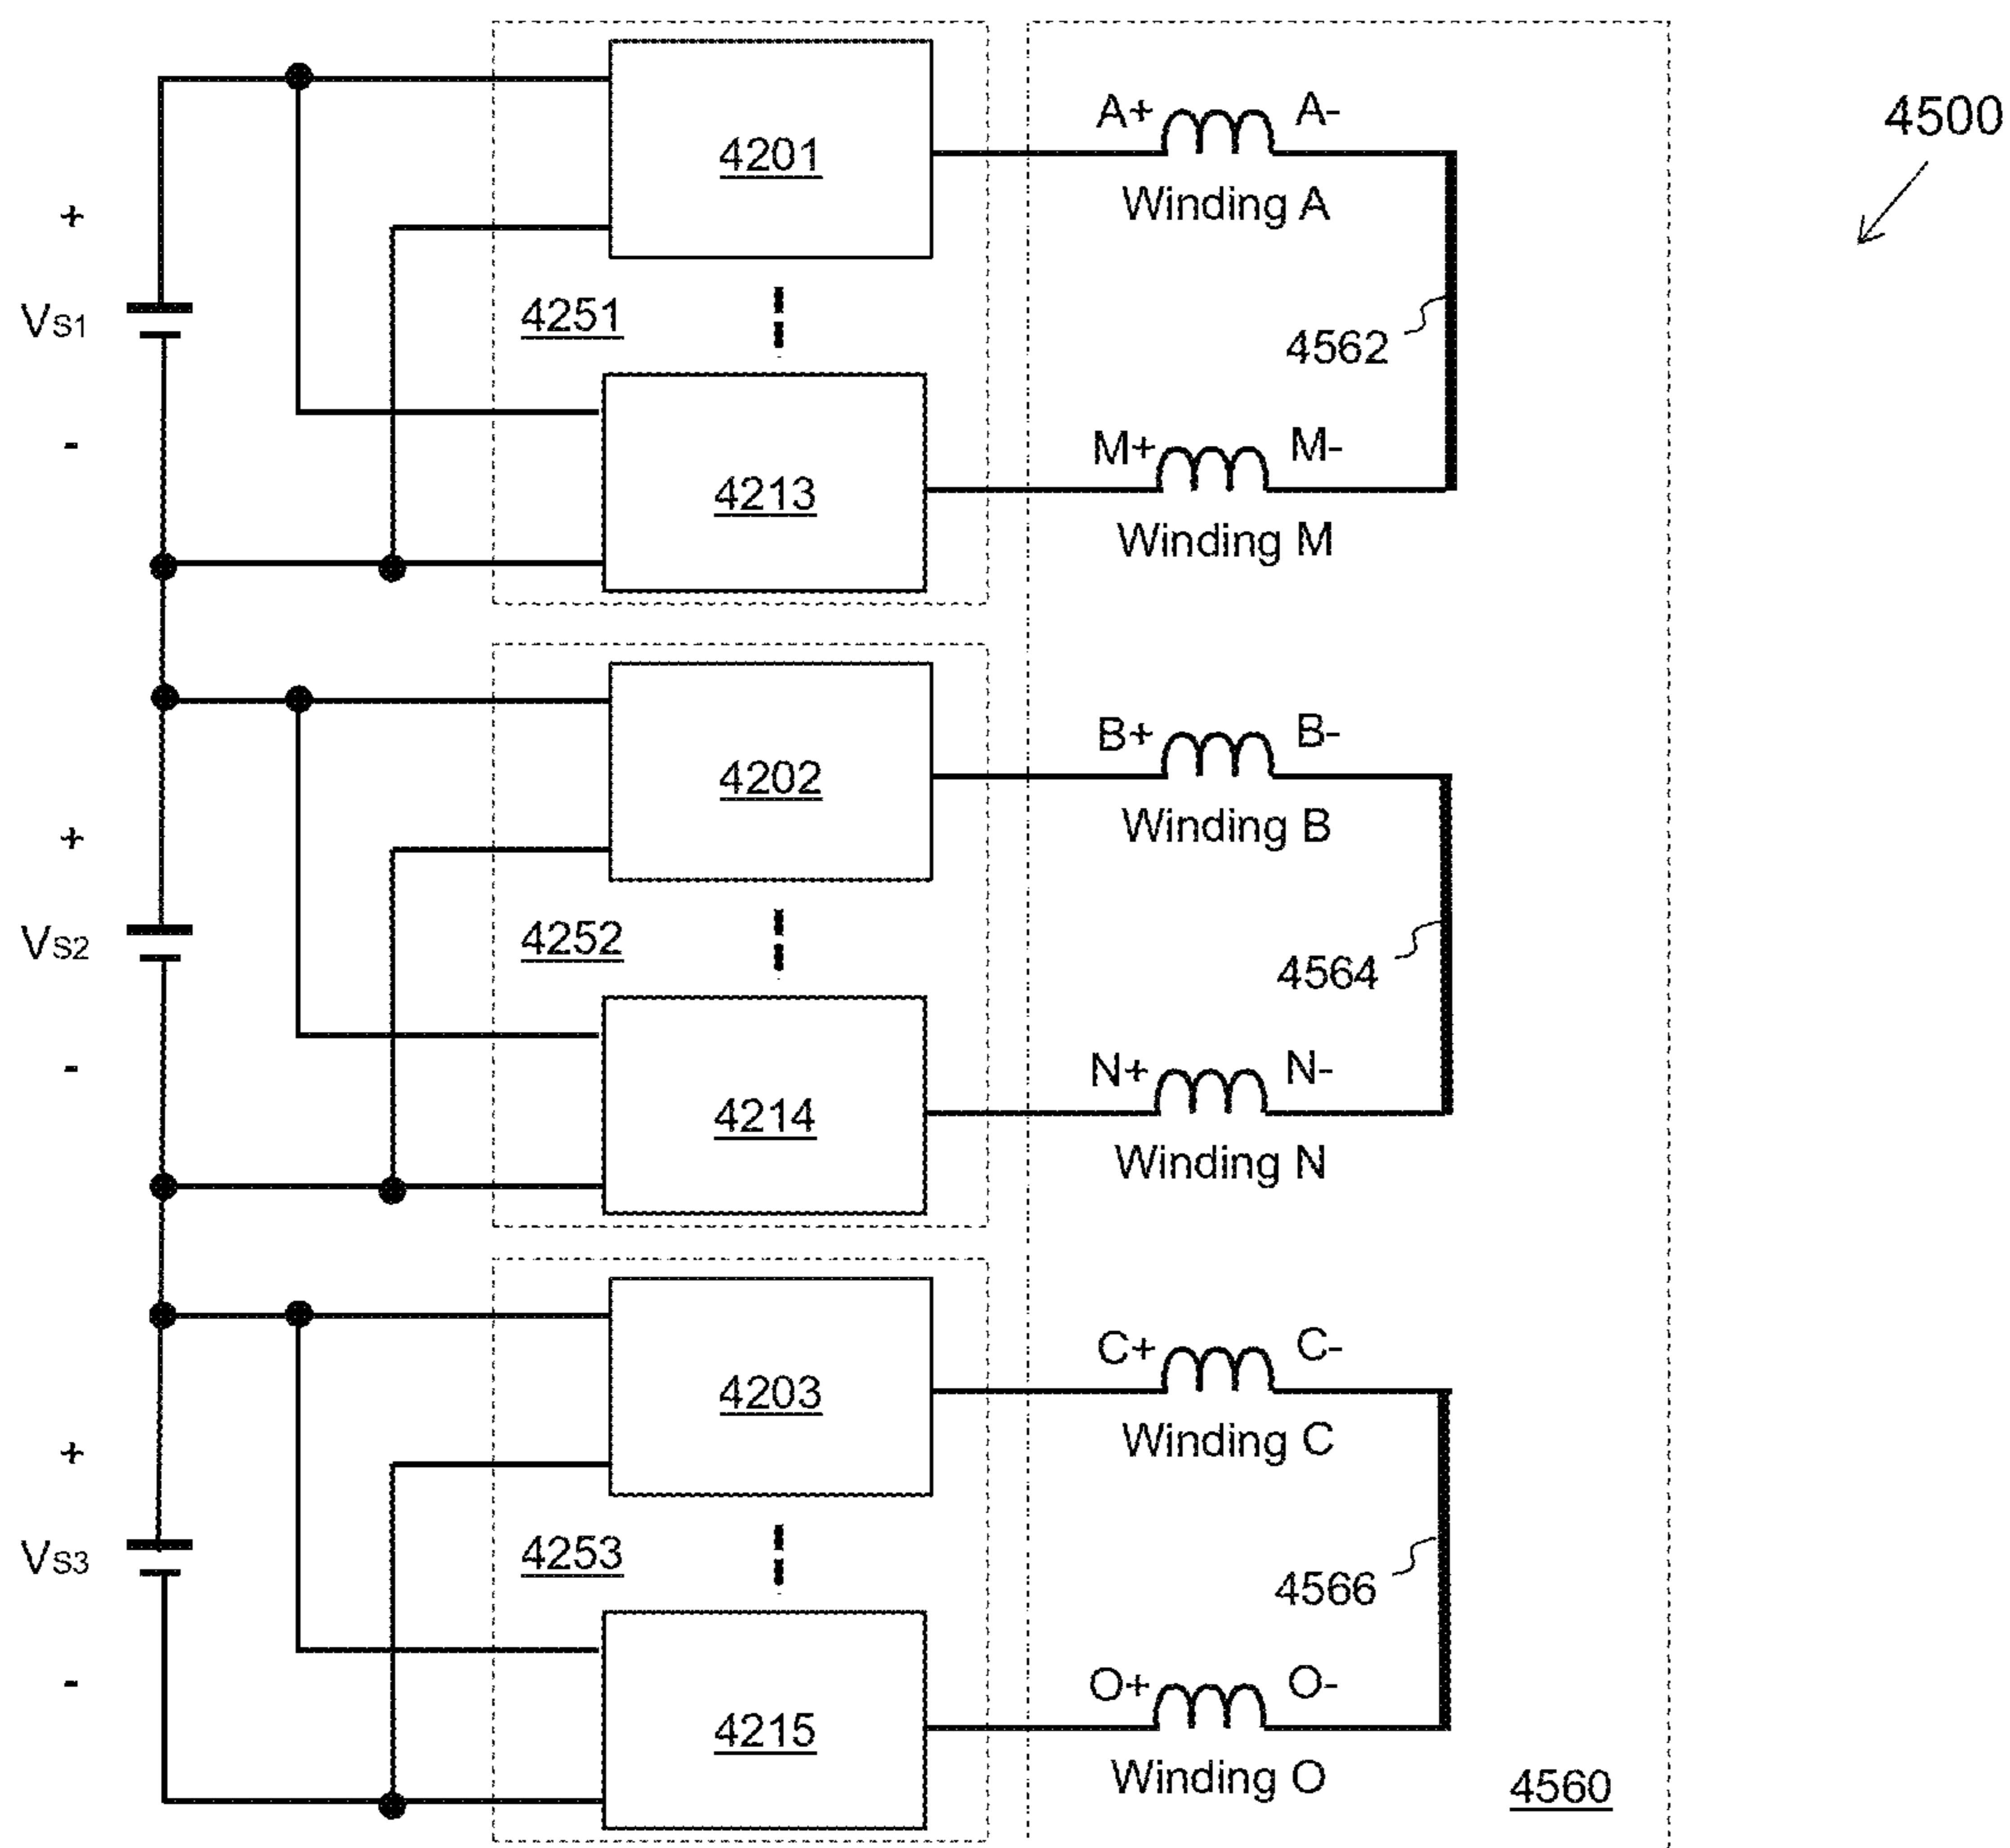 4500
A+ A-
4201
Winding A
+
VS1
4251
4562
-
M+ M-
4213
Winding M
B+ B-
4202
Winding B
+
VS2
4252
4564
-
N+ N-
4214
Winding N
C+ C-
4203
Winding C
+
VS3
4253
4566
-
O+ O-
4215
Winding O
4560